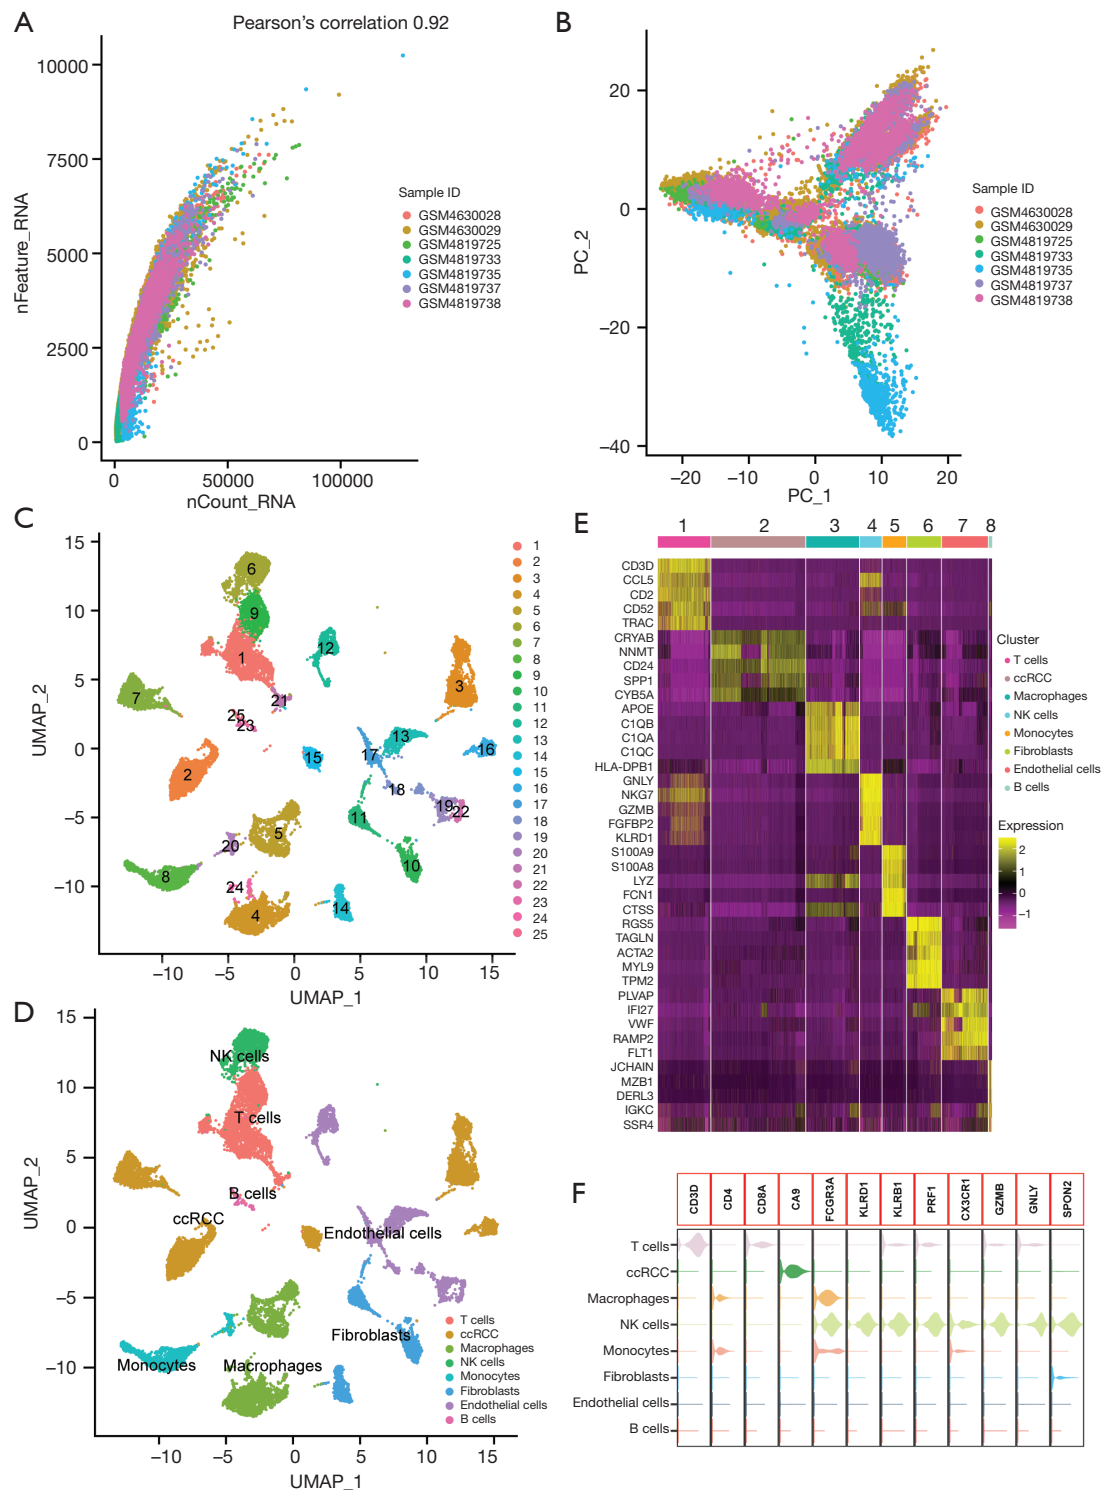 A
Pearson's correlation 0.92
nFeature_RNA
10000
7500
5000
2500
0
0 50000 100000
nCount_RNA
Sample ID
GSM4630028
GSM4630029
GSM4819725
GSM4819733
GSM4819735
GSM4819737
GSM4819738
B
PC_2
20
0
−20
−40
−20 −10 0 10 20
PC_1
Sample ID
GSM4630028
GSM4630029
GSM4819725
GSM4819733
GSM4819735
GSM4819737
GSM4819738
C
UMAP_2
15
10
5
0
−5
−10
−10 −5 0 5 10 15
UMAP_1
6
9
1
12
7
3
21
25
23
13
17
16
2
15
18
19
22
11
5
20
10
8
24
4
14
1
2
3
4
5
6
7
8
9
10
11
12
13
14
15
16
17
18
19
20
21
22
23
24
25
D
UMAP_2
15
10
5
0
−5
−10
−15 −5 0 5 10 15
UMAP_1
NK cells
T cells
B cells
ccRCC
Endothelial cells
Fibroblasts
Monocytes
Macrophages
T cells
ccRCC
Macrophages
NK cells
Monocytes
Fibroblasts
Endothelial cells
B cells
E
1 2 3 4 5 6 7 8
CD3D
CCL5
CD2
CD52
TRAC
CRYAB
NNMT
CD24
SPP1
CYB5A
APOE
C1QB
C1QA
C1QC
HLA-DPB1
GNLY
NKG7
GZMB
FGFBP2
KLRD1
S100A9
S100A8
LYZ
FCN1
CTSS
RGS5
TAGLN
ACTA2
MYL9
TPM2
PLVAP
IFI27
VWF
RAMP2
FLT1
JCHAIN
MZB1
DERL3
IGKC
SSR4
Cluster
T cells
ccRCC
Macrophages
NK cells
Monocytes
Fibroblasts
Endothelial cells
B cells
Expression
2
1
0
−1
F
CD3D CD4 CD8A CA9 FCGR3A KLRD1 KLRB1 PRF1 CX3CR1 GZMB GNLY SPON2
T cells
ccRCC
Macrophages
NK cells
Monocytes
Fibroblasts
Endothelial cells
B cells